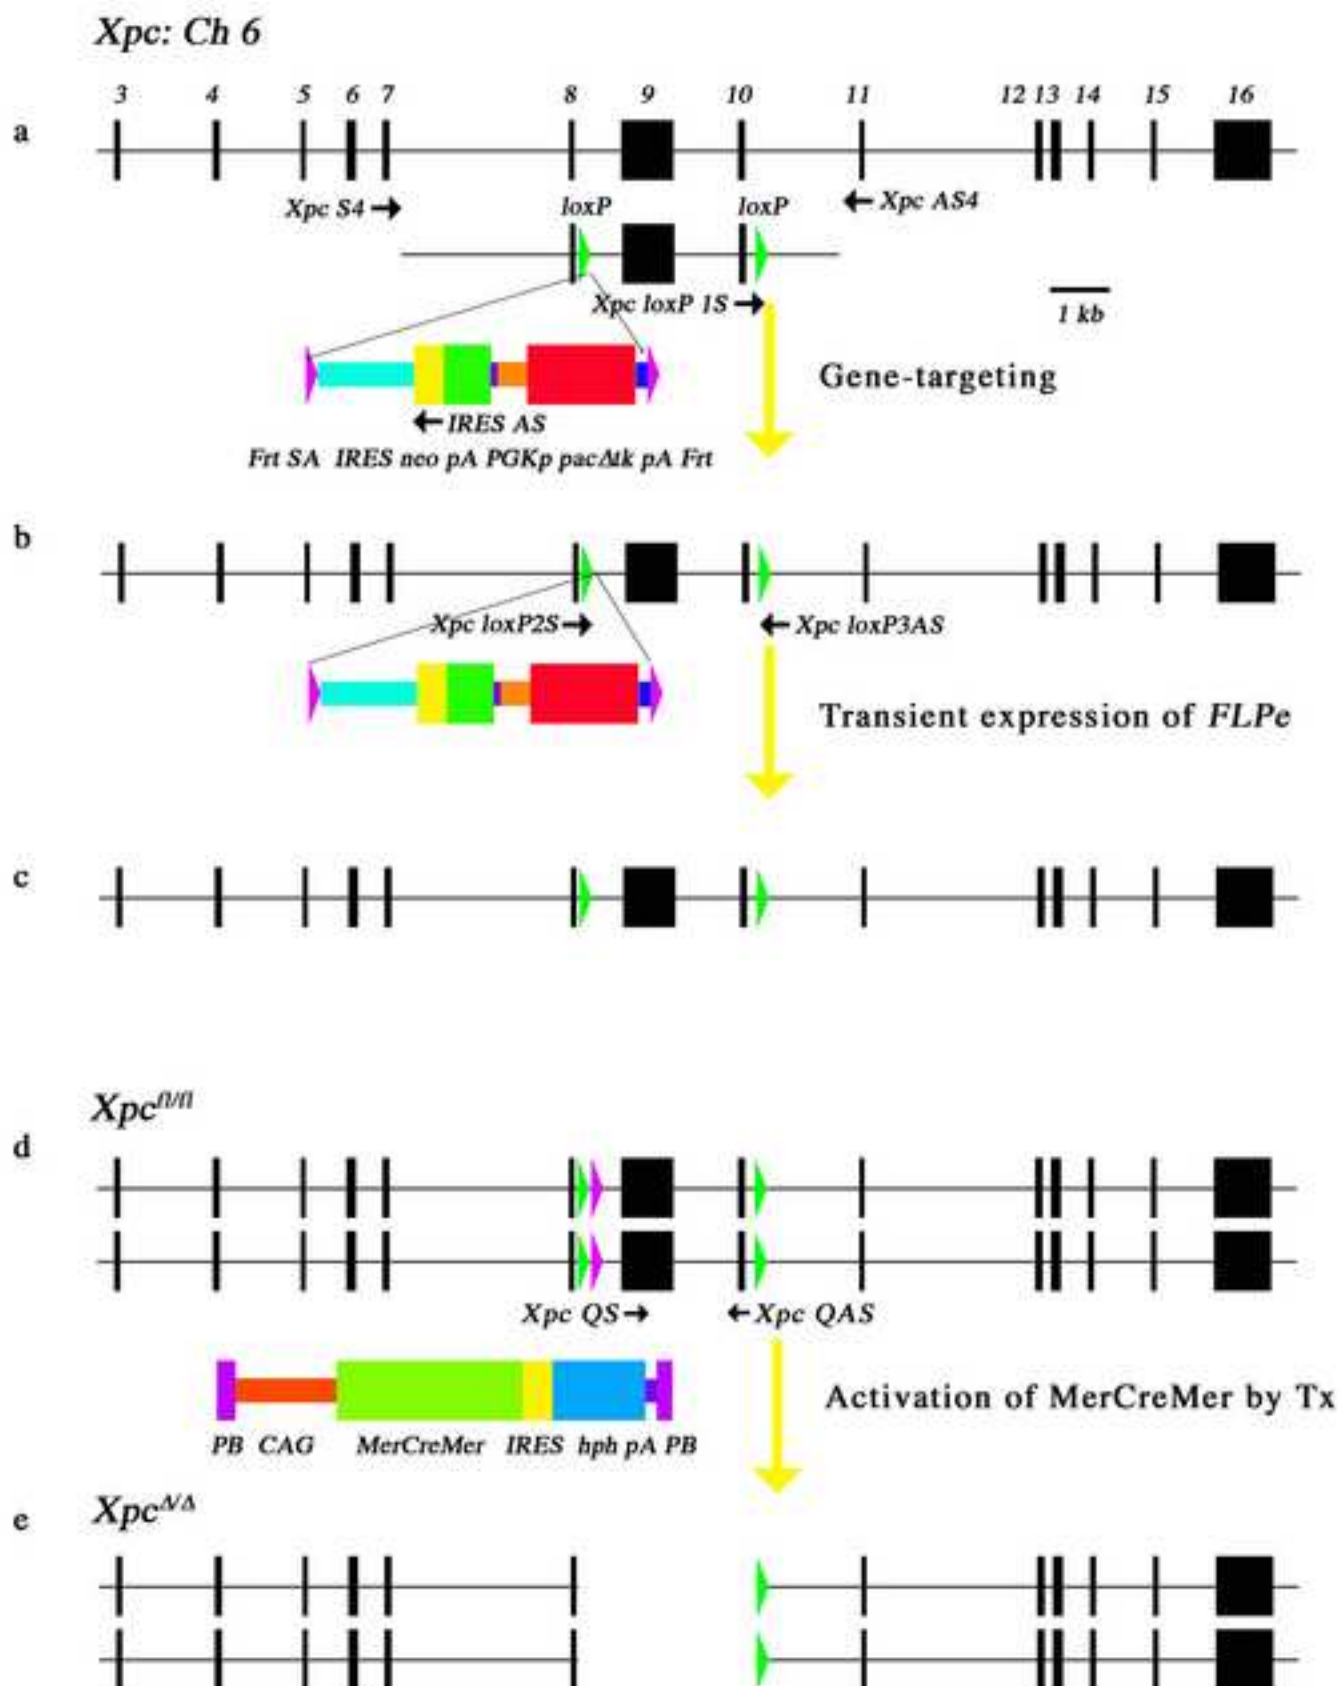 Xpc: Ch 6
3 4 5 6 7 8 9 10 11 12 13 14 15 16
a
Xpc S4
loxP
loxP
Xpc AS4
Xpc loxP 1S
1 kb
Gene-targeting
IRES AS
Frt SA IRES neo pA PGKp pacΔtk pA Frt
b
Xpc loxP2S
Xpc loxP3AS
Transient expression of FLPe
c
Xpc fl/fl
d
Xpc QS
Xpc QAS
Activation of MerCreMer by Tx
PB CAG MerCreMer IRES hph pA PB
Xpc Δ/Δ
e